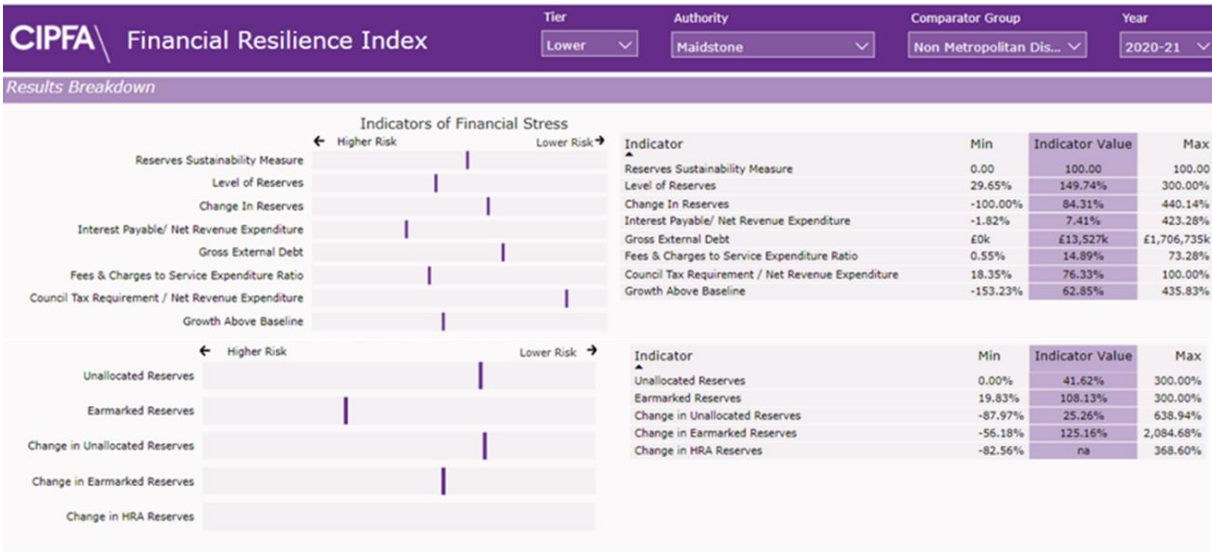 Tier Authority Comparator Group Year
CIPFA\ Financial Resilience Index
Lower Maidstone Non Metropolitan Dis... 2020-21
Results Breakdown
Indicators of Financial Stress
← Higher Risk Lower Risk →
Reserves Sustainability Measure
Level of Reserves
Change In Reserves
Interest Payable/ Net Revenue Expenditure
Gross External Debt
Fees & Charges to Service Expenditure Ratio
Council Tax Requirement / Net Revenue Expenditure
Growth Above Baseline
Indicator Min Indicator Value Max
Reserves Sustainability Measure 0.00 100.00 100.00
Level of Reserves 29.65% 149.74% 300.00%
Change In Reserves -100.00% 84.31% 440.14%
Interest Payable/ Net Revenue Expenditure -1.82% 7.41% 423.28%
Gross External Debt £0k £13,527k £1,706,735k
Fees & Charges to Service Expenditure Ratio 0.55% 14.89% 73.28%
Council Tax Requirement / Net Revenue Expenditure 18.35% 76.33% 100.00%
Growth Above Baseline -153.23% 62.85% 435.83%
← Higher Risk Lower Risk →
Unallocated Reserves
Earmarked Reserves
Change in Unallocated Reserves
Change in Earmarked Reserves
Change in HRA Reserves
Indicator Min Indicator Value Max
Unallocated Reserves 0.00% 41.62% 300.00%
Earmarked Reserves 19.83% 108.13% 300.00%
Change in Unallocated Reserves -87.97% 25.26% 638.94%
Change in Earmarked Reserves -56.18% 125.16% 2,084.68%
Change in HRA Reserves -82.56% na 368.60%